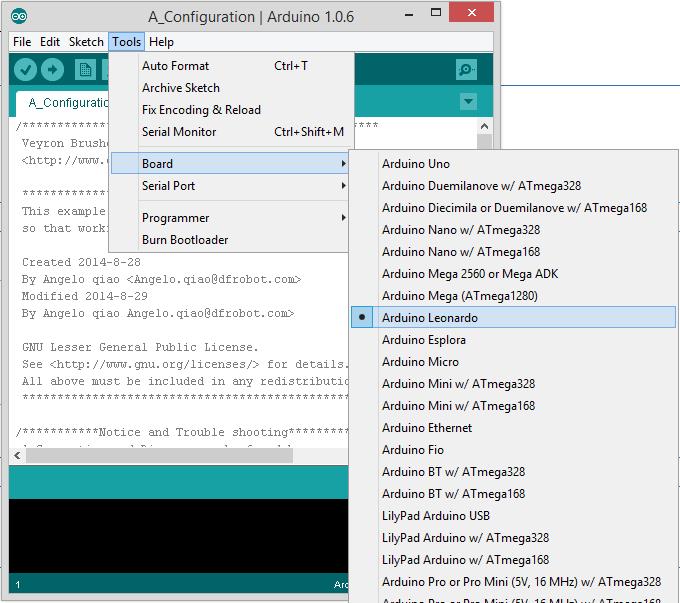 A_Configuration | Arduino 1.0.6
File Edit Sketch Tools Help
A_Configuratio
Auto Format Ctrl+T
Archive Sketch
Fix Encoding & Reload
Serial Monitor Ctrl+Shift+M
Board
Serial Port
Programmer
Burn Bootloader
/***************
Veyron Brushe
<http://www.
***************
This example
so that worki
Created 2014-8-28
By Angelo qiao <Angelo.qiao@dfrobot.com>
Modified 2014-8-29
By Angelo qiao Angelo.qiao@dfrobot.com>
GNU Lesser General Public License.
See <http://www.gnu.org/licenses/> for details.
All above must be included in any redistributio
/***********Notice and Trouble shooting***********
1
Arduino Uno
Arduino Duemilanove w/ ATmega328
Arduino Diecimila or Duemilanove w/ ATmega168
Arduino Nano w/ ATmega328
Arduino Nano w/ ATmega168
Arduino Mega 2560 or Mega ADK
Arduino Mega (ATmega1280)
Arduino Leonardo
Arduino Esplora
Arduino Micro
Arduino Mini w/ ATmega328
Arduino Mini w/ ATmega168
Arduino Ethernet
Arduino Fio
Arduino BT w/ ATmega328
Arduino BT w/ ATmega168
LilyPad Arduino USB
LilyPad Arduino w/ ATmega328
LilyPad Arduino w/ ATmega168
Arduino Pro or Pro Mini (5V, 16 MHz) w/ ATmega328